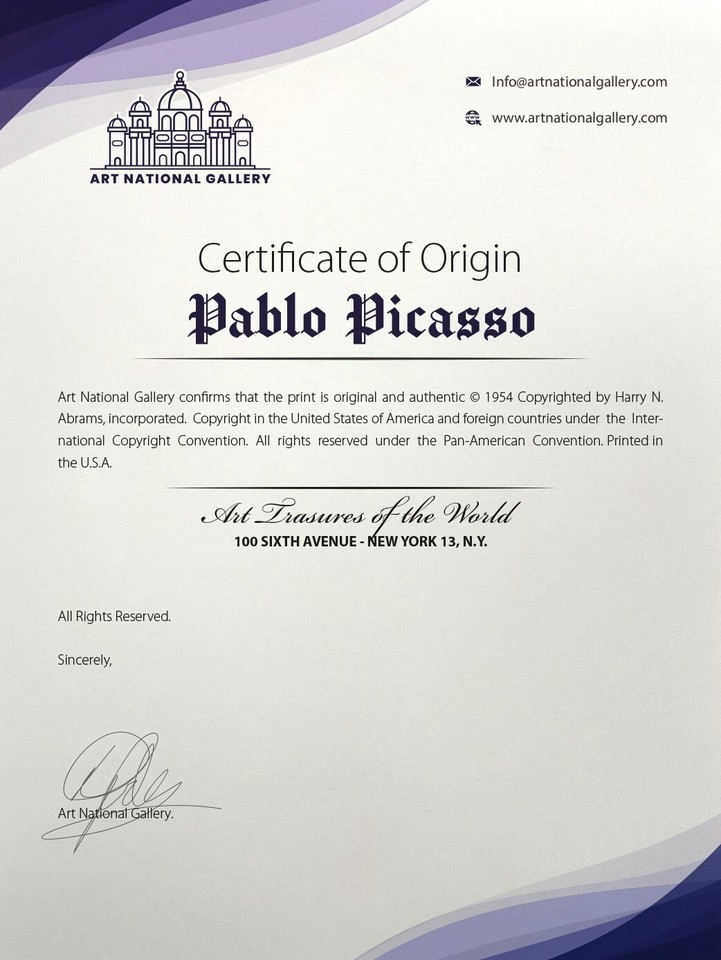 Info@artnationalgallery.com
www.artnationalgallery.com
ART NATIONAL GALLERY
Certificate of Origin
Pablo Picasso
Art National Gallery confirms that the print is original and authentic © 1954 Copyrighted by Harry N.
Abrams, incorporated. Copyright in the United States of America and foreign countries under the Inter-
national Copyright Convention. All rights reserved under the Pan-American Convention. Printed in
the U.S.A.
Art Trasures of the World
100 SIXTH AVENUE - NEW YORK 13, N.Y.
All Rights Reserved.
Sincerely,
Art National Gallery.